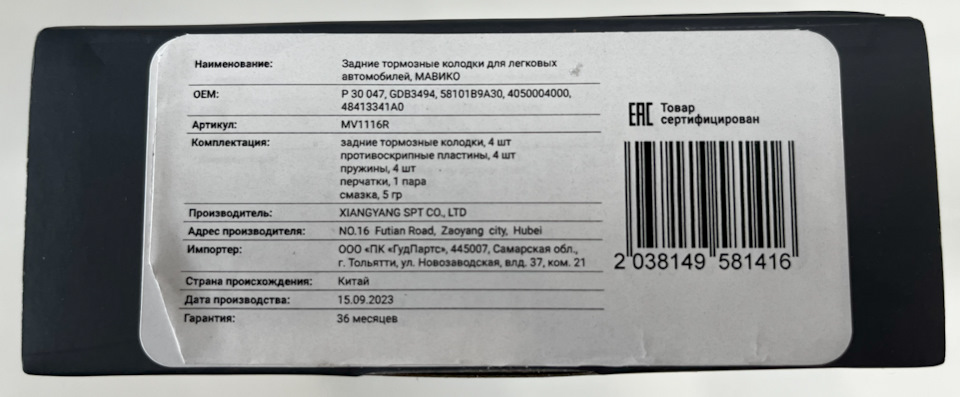 Наименование: Задние тормозные колодки для легковых
автомобилей, МАВИКО
OEM: P 30 047, GDB3494, 58101B9A30, 4050004000,
48413341A0
Артикул: MV1116R
Комплектация: задние тормозные колодки, 4 шт
противоскрипные пластины, 4 шт
пружины, 4 шт
перчатки, 1 пара
смазка, 5 гр
Производитель: XIANGYANG SPT CO., LTD
Адрес производителя: NO.16 Futian Road, Zaoyang city, Hubei
Импортер: ООО «ПК «ГудПартс», 445007, Самарская обл.,
г. Тольятти, ул. Новозаводская, влд. 37, ком. 21
Страна происхождения: Китай
Дата производства: 15.09.2023
Гарантия: 36 месяцев
EAC Товар
сертифицирован
2 038149 581416